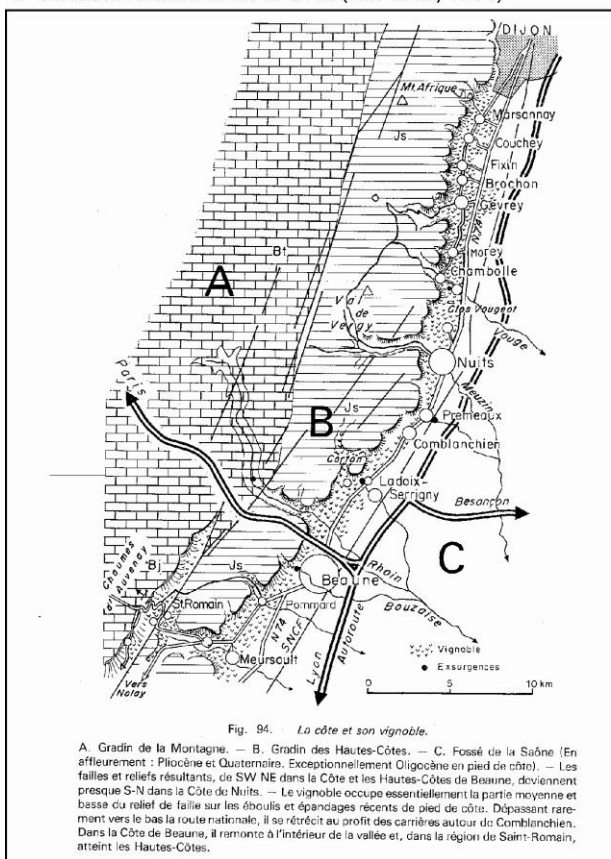 DIJON
Mt. Afrique
Marsannay
Js
Couchey
Fixin
Brochon
Gevrey
N74
Bt
Morey
A
Chambolle
Clos Vougeot
Val
de
Vergy
Vouge
Nuits
Paris
Meuzin
Js
B
Premeaux
Comblanchien
Corton
Ladoix-
Serrigny
Besançon
C
Chaumes
d'Auvenay
Bj
Js
Rhoin
Beaune
St.Romain
Pommard
Bouzaise
N74
SNCF
Vignoble
Meursault
Exsurgences
Vers
Nolay
Lyon
Autoroute
0 5 10 km
Fig. 94. La côte et son vignoble.
A. Gradin de la Montagne. — B. Gradin des Hautes-Côtes. — C. Fossé de la Saône (En
affleurement : Pliocène et Quaternaire. Exceptionnellement Oligocène en pied de côte). — Les
failles et reliefs résultants, de SW NE dans la Côte et les Hautes-Côtes de Beaune, deviennent
presque S-N dans la Côte de Nuits. — Le vignoble occupe essentiellement la partie moyenne et
basse du relief de faille sur les éboulis et épandages récents de pied de côte. Dépassant rare-
ment vers le bas la route nationale, il se rétrécit au profit des carrières autour de Comblanchien.
Dans la Côte de Beaune, il remonte à l'intérieur de la vallée et, dans la région de Saint-Romain,
atteint les Hautes-Côtes.